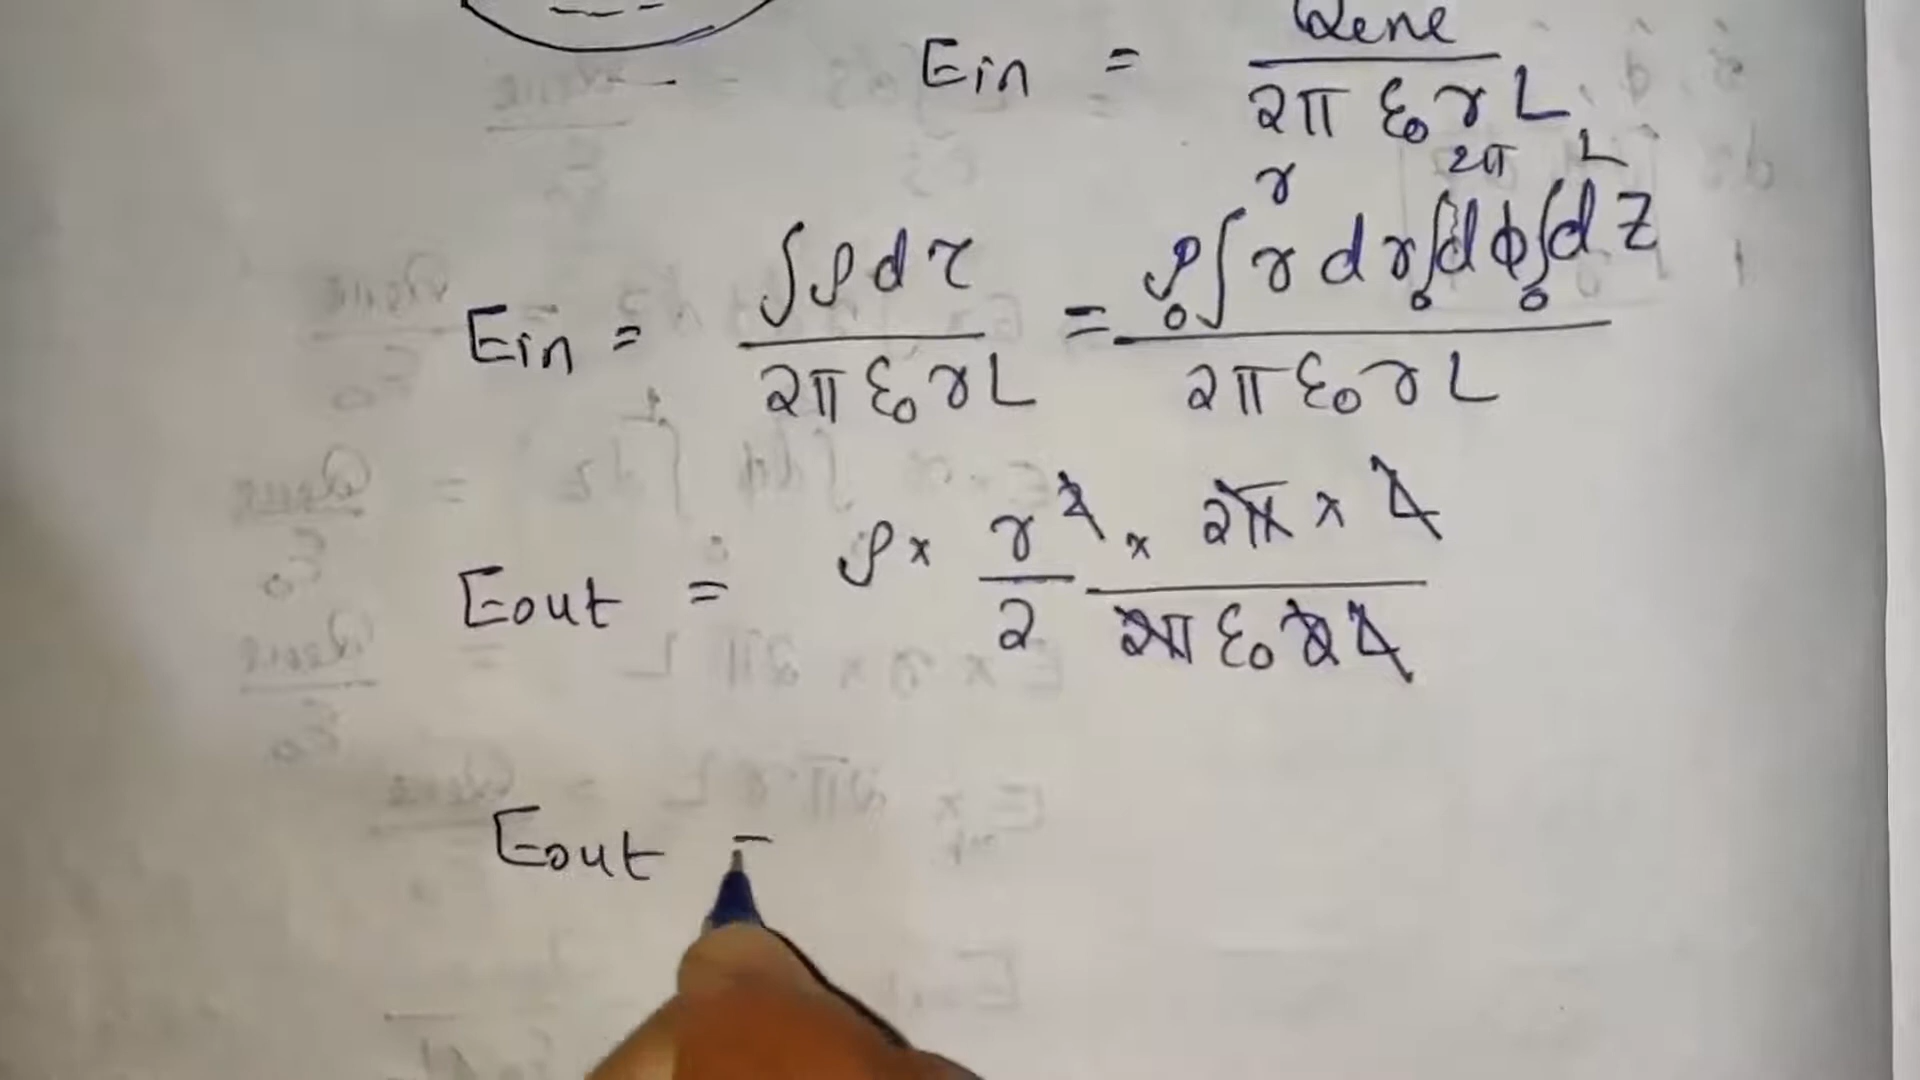 Ein = Qenc / 2π ε₀ r L
Ein = ∫ρdτ / 2π ε₀ r L = ρ∫₀^r r dr ∫₀^2π dϕ ∫₀^L dz / 2π ε₀ r L
Eout = ρ × r² / 2 × 2π × L / 2π ε₀ r L
Eout =